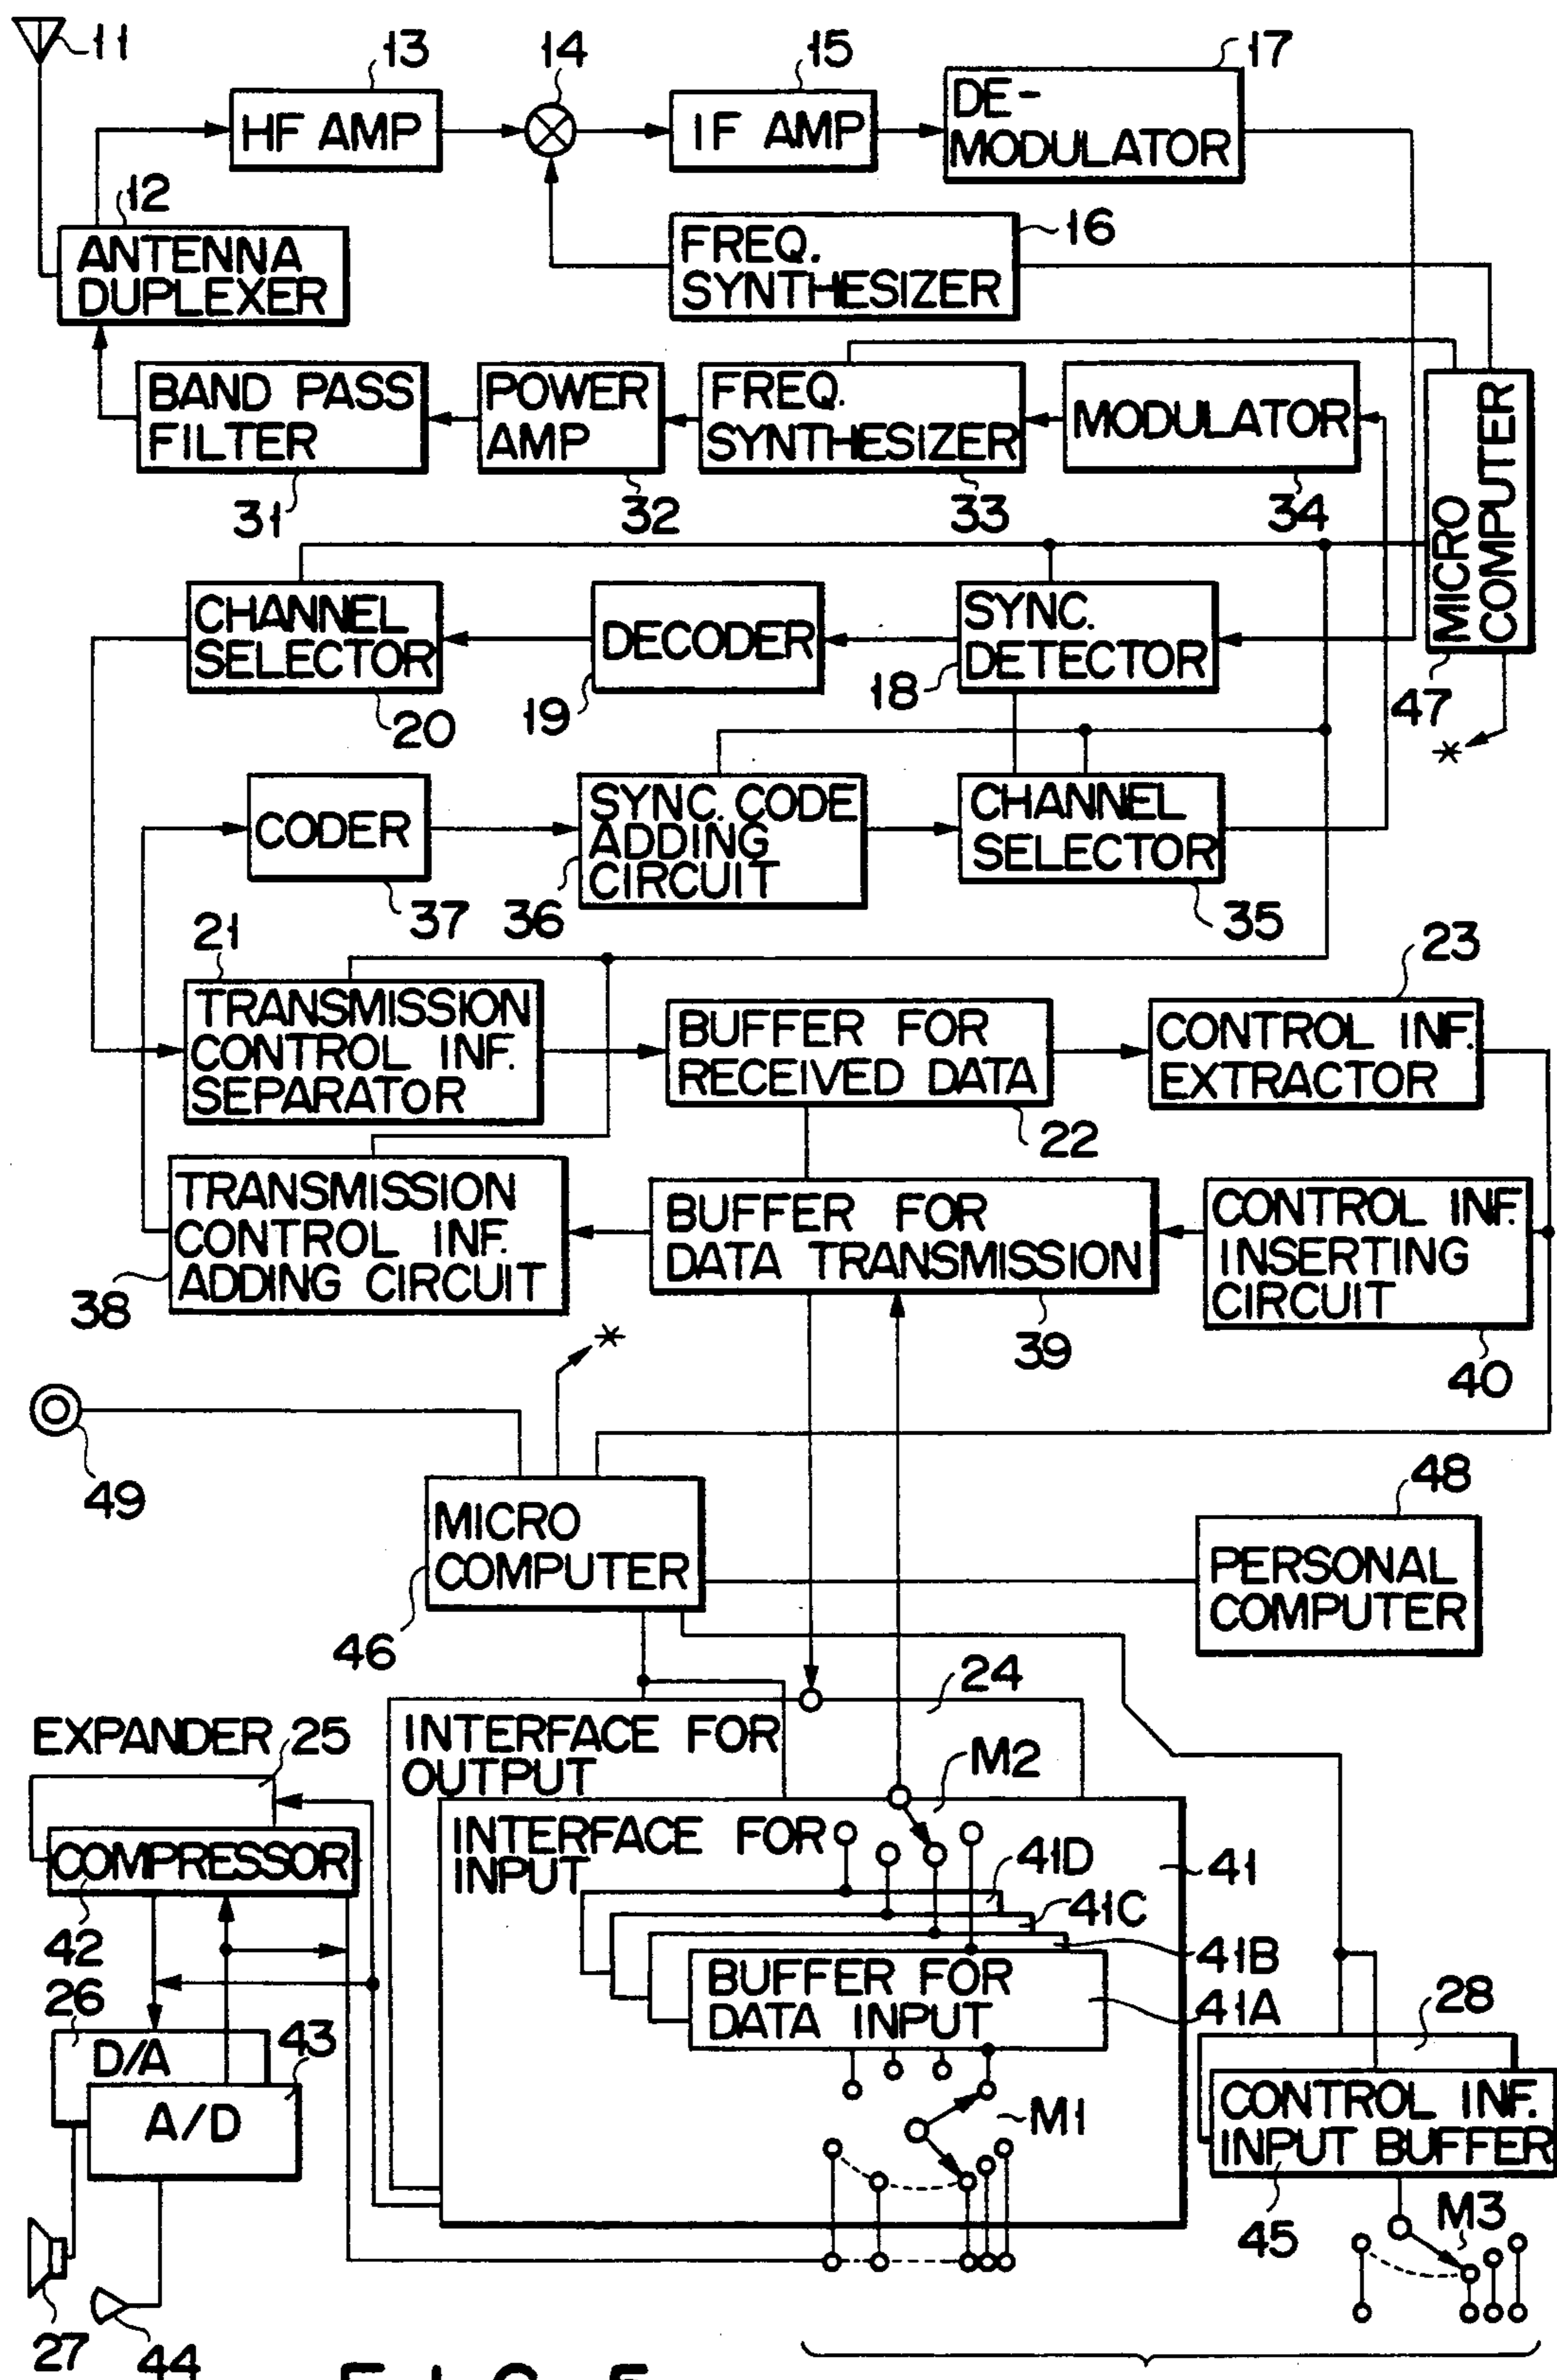 11
13
14
15
17
HF AMP
IF AMP
DE-
MODULATOR
12
16
ANTENNA
DUPLEXER
FREQ.
SYNTHESIZER
BAND PASS
FILTER
POWER
AMP
FREQ.
SYNTHESIZER
MODULATOR
MICRO
COMPUTER
31
32
33
34
CHANNEL
SELECTOR
DECODER
SYNC.
DETECTOR
20
19
18
47
*
CODER
SYNC. CODE
ADDING
CIRCUIT
CHANNEL
SELECTOR
37
36
35
21
23
TRANSMISSION
CONTROL INF.
SEPARATOR
BUFFER FOR
RECEIVED DATA
CONTROL INF.
EXTRACTOR
22
TRANSMISSION
CONTROL INF.
ADDING CIRCUIT
BUFFER FOR
DATA TRANSMISSION
CONTROL INF.
INSERTING
CIRCUIT
38
39
40
*
49
48
MICRO
COMPUTER
PERSONAL
COMPUTER
46
24
EXPANDER 25
INTERFACE FOR
OUTPUT
M2
COMPRESSOR
INTERFACE FOR
INPUT
41D
41
41C
42
41B
26
BUFFER FOR
DATA INPUT
41A
28
D/A
43
A/D
M1
CONTROL INF.
INPUT BUFFER
45
M3
27
44